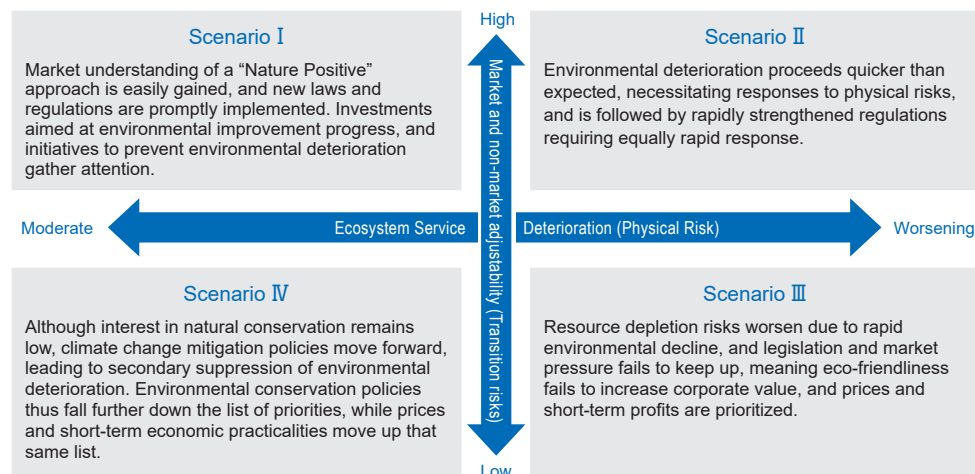 High
Scenario Ⅰ
Market understanding of a “Nature Positive”
approach is easily gained, and new laws and
regulations are promptly implemented. Investments
aimed at environmental improvement progress, and
initiatives to prevent environmental deterioration
gather attention.
Scenario Ⅱ
Environmental deterioration proceeds quicker than
expected, necessitating responses to physical risks,
and is followed by rapidly strengthened regulations
requiring equally rapid response.
Market and non-market adjustability (Transition risks)
Moderate
Ecosystem Service
Deterioration (Physical Risk)
Worsening
Scenario Ⅳ
Although interest in natural conservation remains
low, climate change mitigation policies move forward,
leading to secondary suppression of environmental
deterioration. Environmental conservation policies
thus fall further down the list of priorities, while prices
and short-term economic practicalities move up that
same list.
Scenario Ⅲ
Resource depletion risks worsen due to rapid
environmental decline, and legislation and market
pressure fails to keep up, meaning eco-friendliness
fails to increase corporate value, and prices and
short-term profits are prioritized.
Low